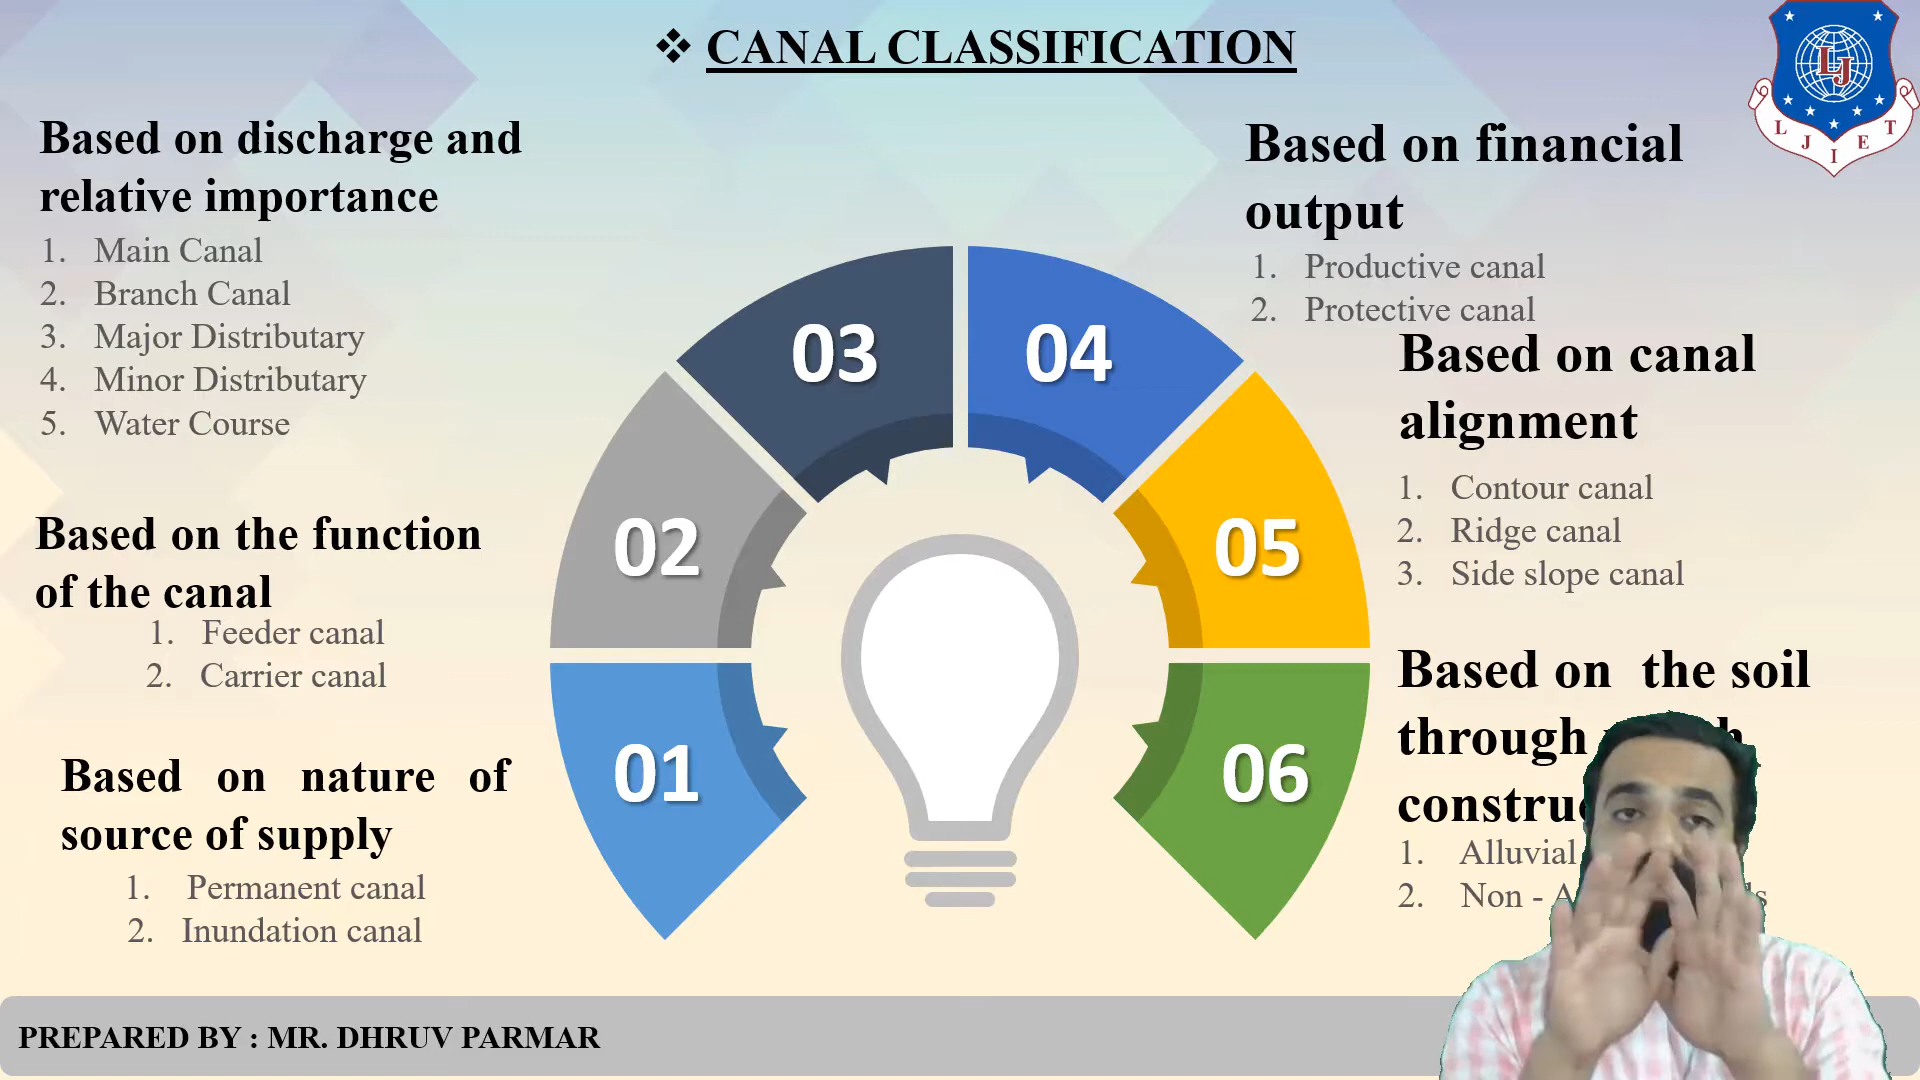 ❖ CANAL CLASSIFICATION
Based on discharge and
relative importance
1. Main Canal
2. Branch Canal
3. Major Distributary
4. Minor Distributary
5. Water Course
Based on the function
of the canal
1. Feeder canal
2. Carrier canal
Based on nature of
source of supply
1. Permanent canal
2. Inundation canal
01
02
03
04
05
06
Based on financial
output
1. Productive canal
2. Protective canal
Based on canal
alignment
1. Contour canal
2. Ridge canal
3. Side slope canal
Based on the soil
through
1. Alluvial
2. Non -
LJ
L J I E T
PREPARED BY : MR. DHRUV PARMAR